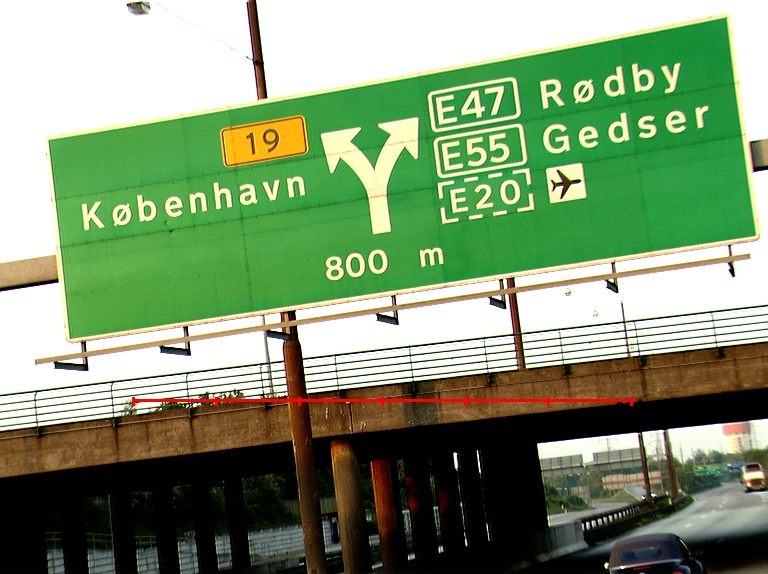 19
København
E47 Rødby
E55 Gedser
E20
800 m